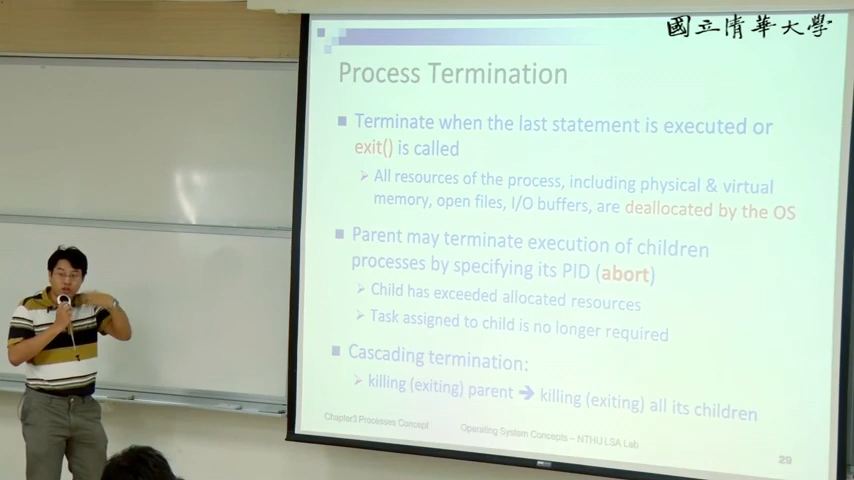 國立清華大學
Process Termination
Terminate when the last statement is executed or
exit() is called
All resources of the process, including physical & virtual
memory, open files, I/O buffers, are deallocated by the OS
Parent may terminate execution of children
processes by specifying its PID (abort)
Child has exceeded allocated resources
Task assigned to child is no longer required
Cascading termination:
killing (exiting) parent ➔ killing (exiting) all its children
Chapter3 Processes Concept
Operating System Concepts – NTHU LSA Lab
29